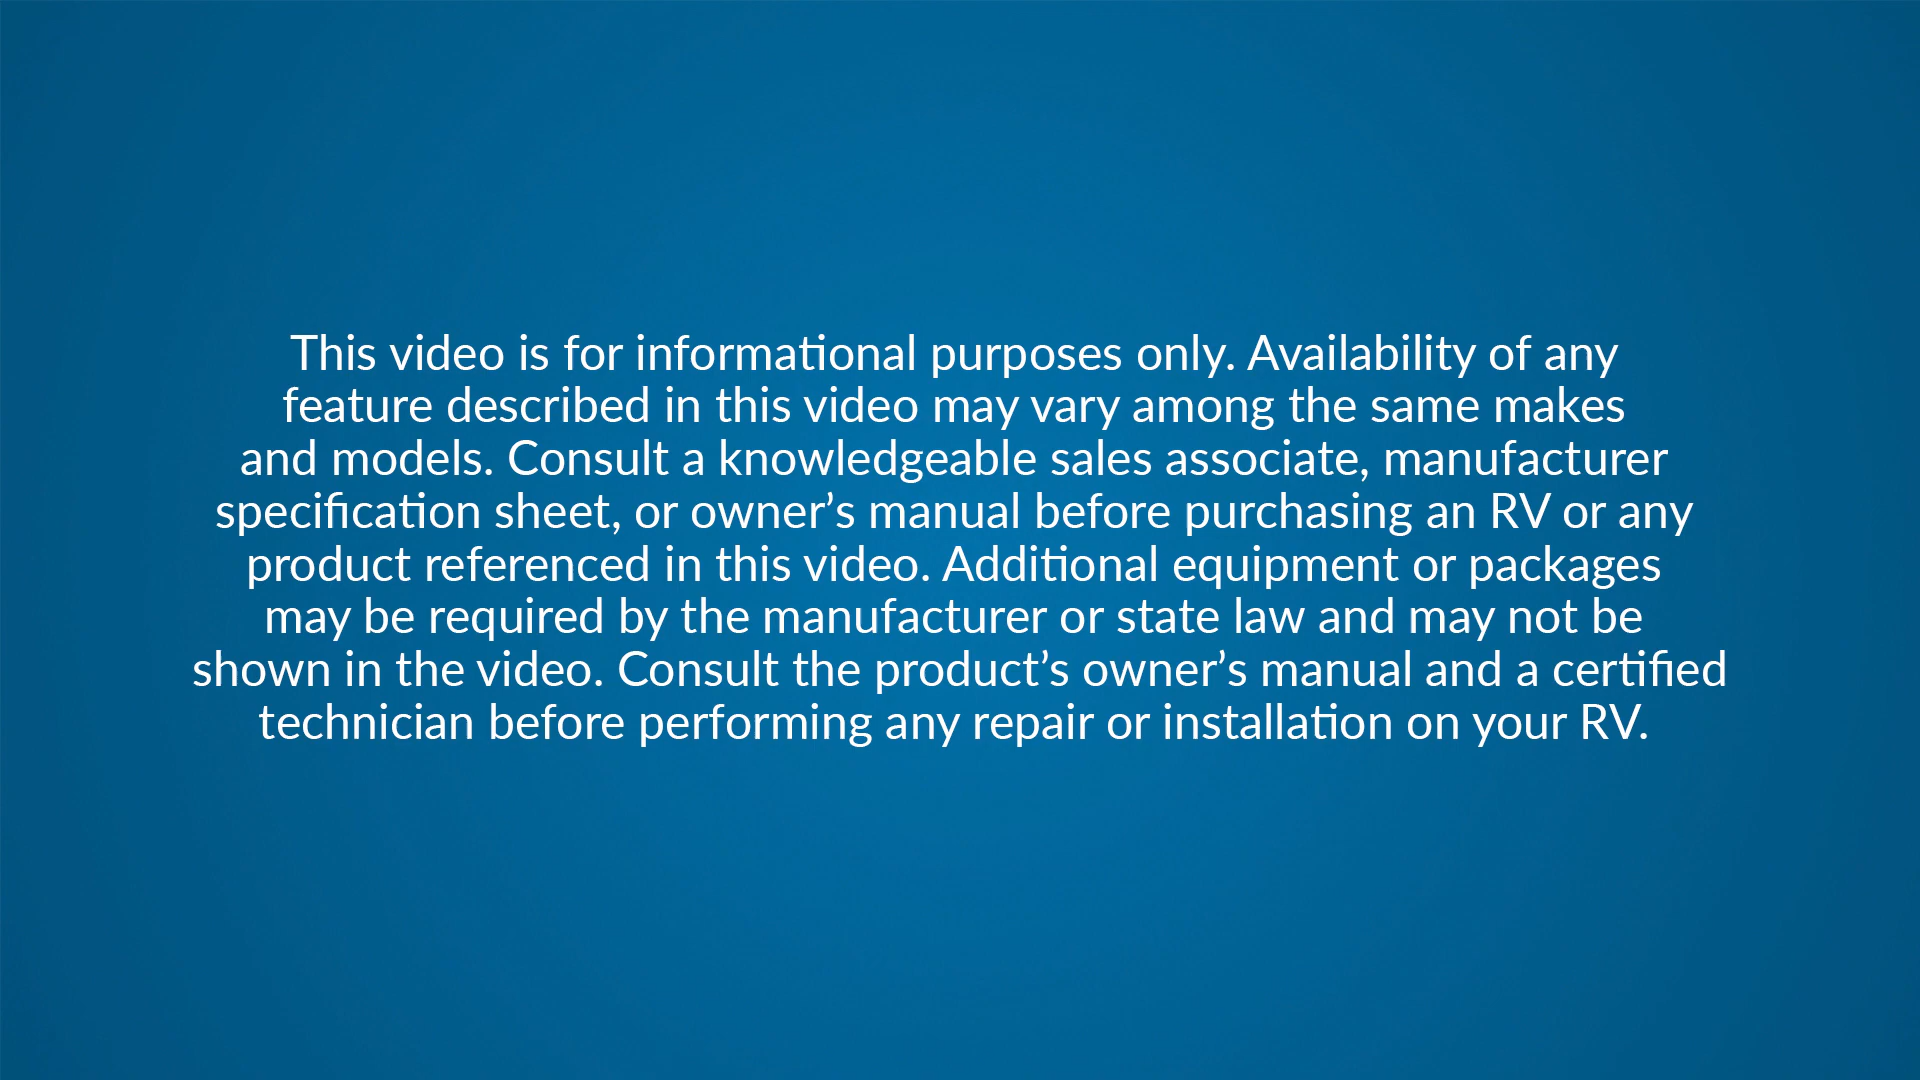 This video is for informational purposes only. Availability of any
feature described in this video may vary among the same makes
and models. Consult a knowledgeable sales associate, manufacturer
specification sheet, or owner’s manual before purchasing an RV or any
product referenced in this video. Additional equipment or packages
may be required by the manufacturer or state law and may not be
shown in the video. Consult the product’s owner’s manual and a certified
technician before performing any repair or installation on your RV.